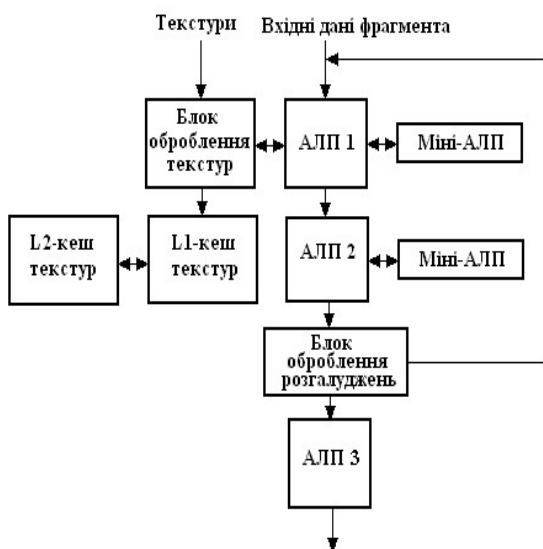 Текстури
Вхідні дані фрагмента
Блок
оброблення
текстур
АЛП 1
Міні-АЛП
L2-кеш
текстур
L1-кеш
текстур
АЛП 2
Міні-АЛП
Блок
оброблення
розгалуджень
АЛП 3